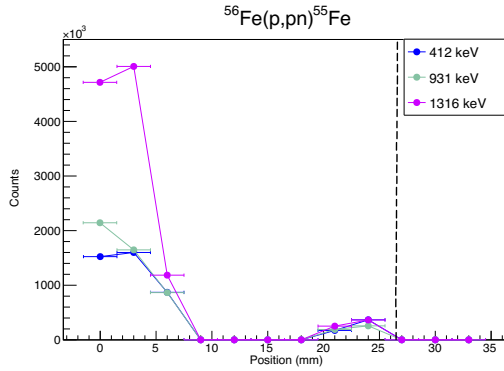 ⁵⁶Fe(p,pn)⁵⁵Fe
×10³
412 keV
931 keV
1316 keV
5000
4000
3000
2000
1000
0
Counts
0 5 10 15 20 25 30 35
Position (mm)